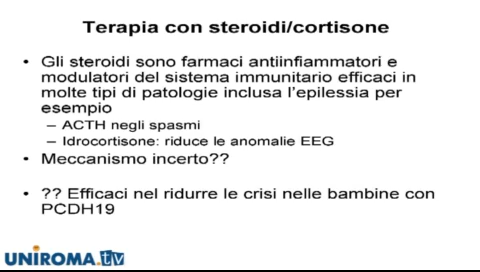 Terapia con steroidi/cortisone
• Gli steroidi sono farmaci antiinfiammatori e
modulatori del sistema immunitario efficaci in
molte tipi di patologie inclusa l'epilessia per
esempio
– ACTH negli spasmi
– Idrocortisone: riduce le anomalie EEG
• Meccanismo incerto??
• ?? Efficaci nel ridurre le crisi nelle bambine con
PCDH19
UNIROMA.tv